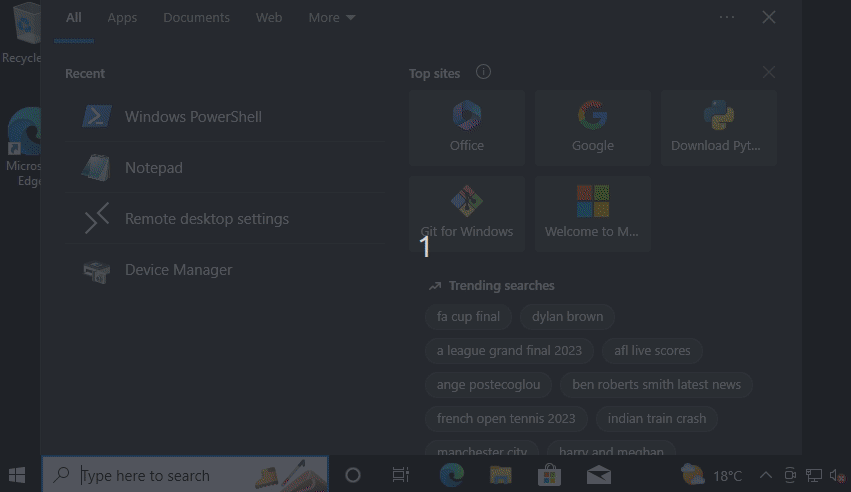 All Apps Documents Web More
Recycle
Recent
Top sites
Windows PowerShell
Notepad
Remote desktop settings
Device Manager
Office
Google
Download Pyt...
Git for Windows
Welcome to M...
1
Micros
Edge
Trending searches
fa cup final
dylan brown
a league grand final 2023
afl live scores
ange postecoglou
ben roberts smith latest news
french open tennis 2023
indian train crash
manchester city
harry and meghan
Type here to search
18°C